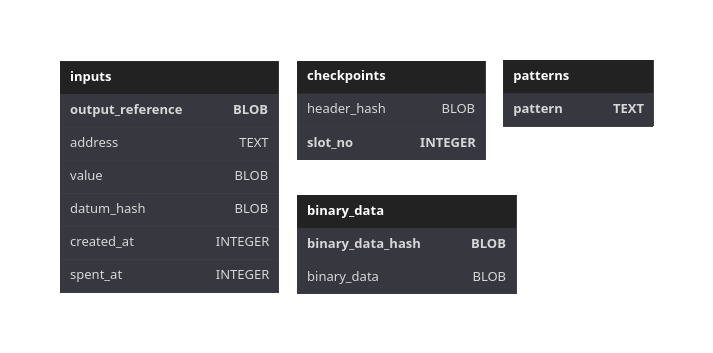 inputs
output_reference BLOB
address TEXT
value BLOB
datum_hash BLOB
created_at INTEGER
spent_at INTEGER
checkpoints
header_hash BLOB
slot_no INTEGER
patterns
pattern TEXT
binary_data
binary_data_hash BLOB
binary_data BLOB